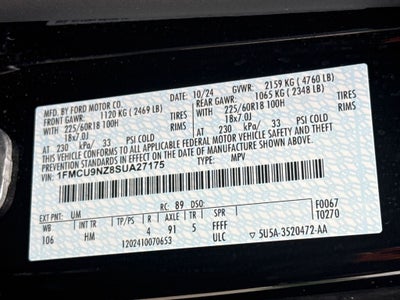 MFD. BY FORD MOTOR CO. 10/24 GVWR: 2159 KG ( 4760 LB)
FRONT GAWR: 1120 KG ( 2469 LB) REAR GAWR: 1065 KG ( 2348 LB)
WITH 225/60R18 100H TIRES WITH 225/60R18 100H TIRES
18x7.0J RIMS 18x7.0J RIMS
AT 230 kPa/ 33 PSI COLD AT 230 kPa/ 33 PSI COLD
THIS VEHICLE CONFORMS TO ALL APPLICABLE FEDERAL MOTOR VEHICLE SAFETY AND THEFT
PREVENTION STANDARDS IN EFFECT ON THE DATE OF MANUFACTURE SHOWN ABOVE.
VIN: 1FMCU9NZ8SUA27175 TYPE: MPV
EXT PNT: UM RC: 89 DSO: F0067
WB INT TR TP/PS R AX TR SPR T0270
106 HM 4 91 5 FFFF
1202410070653 ULC 5U5A-3520472-AA